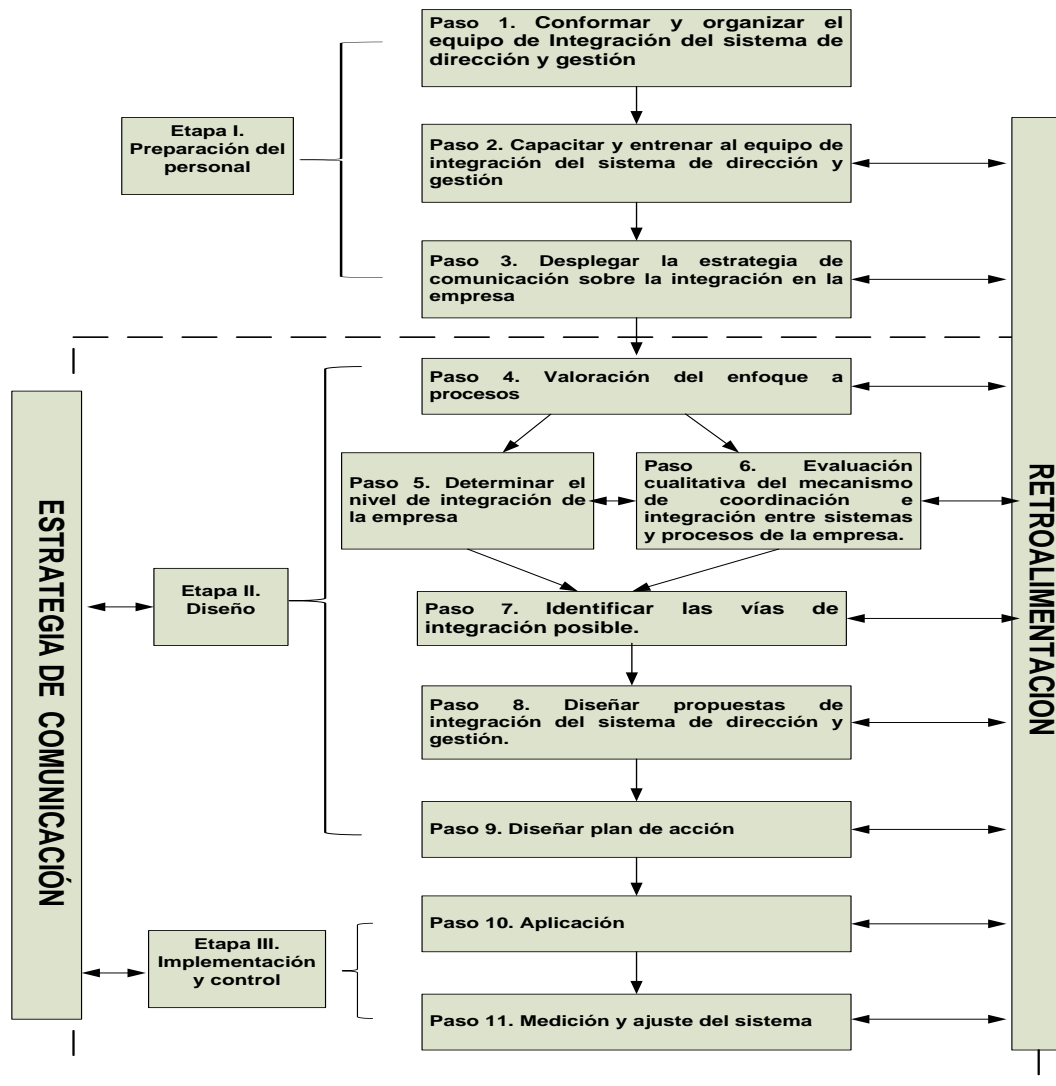 Paso 1. Conformar y organizar el
equipo de Integración del sistema de
dirección y gestión
Etapa I.
Preparación del
personal
Paso 2. Capacitar y entrenar al equipo de
integración del sistema de dirección y
gestión
Paso 3. Desplegar la estrategia de
comunicación sobre la integración en la
empresa
Paso 4. Valoración del enfoque a
procesos
Paso 5. Determinar el
nivel de integración de
la empresa
Paso 6. Evaluación
cualitativa del mecanismo
de coordinación e
integración entre sistemas
y procesos de la empresa.
Etapa II.
Diseño
Paso 7. Identificar las vías de
integración posible.
Paso 8. Diseñar propuestas de
integración del sistema de dirección y
gestión.
Paso 9. Diseñar plan de acción
Etapa III.
Implementación
y control
Paso 10. Aplicación
Paso 11. Medición y ajuste del sistema
ESTRATEGIA DE COMUNICACIÓN
RETROALIMENTACION